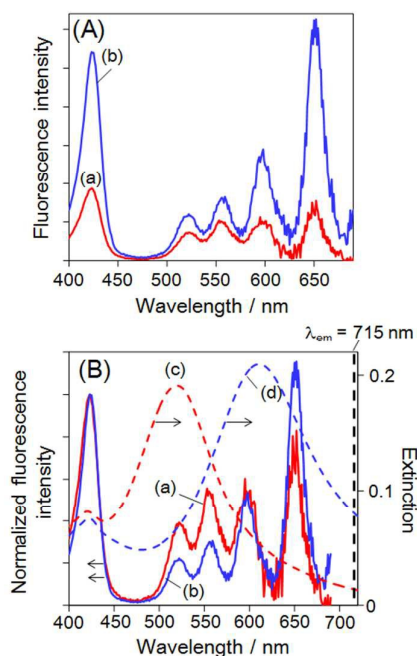 (A)
(b)
(a)
Fluorescence intensity
400 450 500 550 600 650
Wavelength / nm
λem = 715 nm
(B)
(c)
(d)
(a)
(b)
Normalized fluorescence
intensity
0.2
0.1
0
Extinction
400 450 500 550 600 650 700
Wavelength / nm